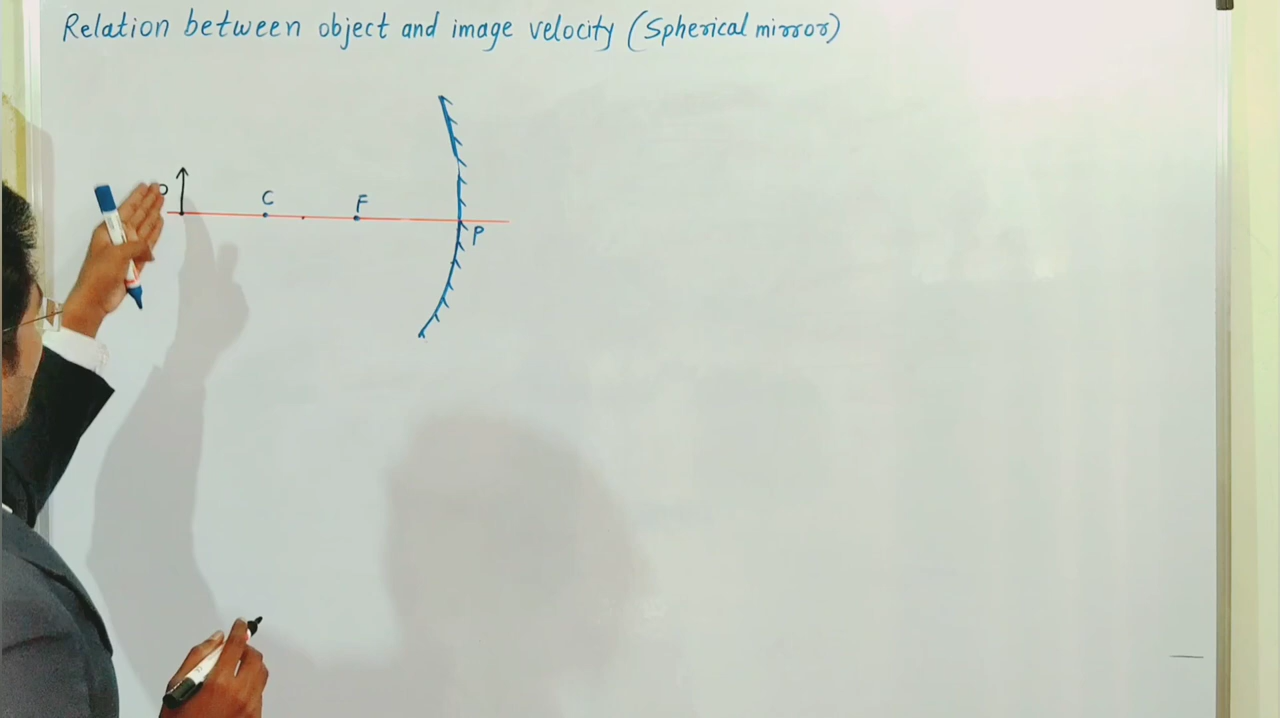 Relation between object and image velocity (Spherical mirror)
O
C
F
P